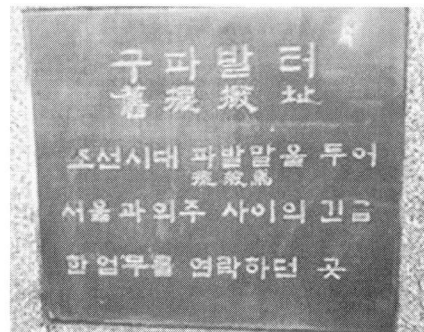 구파발터
舊擺撥址
조선시대 파발말을 두어
擺撥馬
서울과의주 사이의 긴급
한 업무를 연락하던 곳